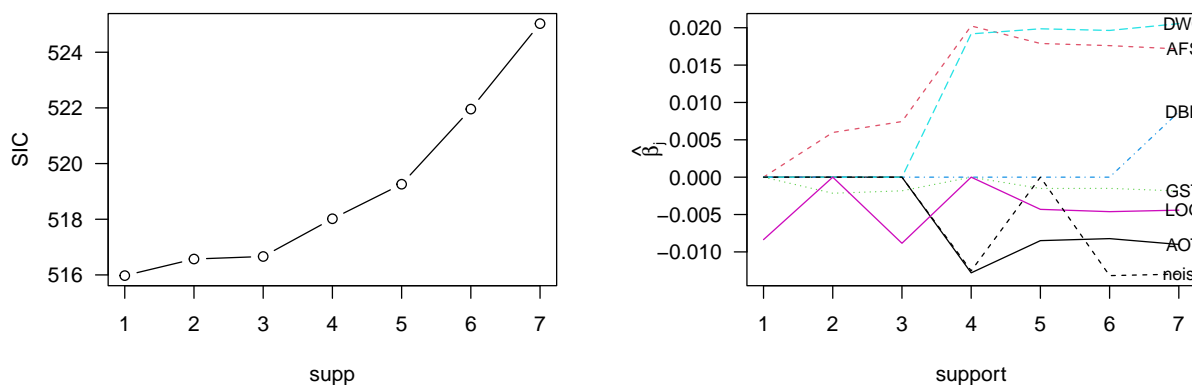 SIC
524
522
520
518
516
1 2 3 4 5 6 7
supp
β̂j
0.020
0.015
0.010
0.005
0.000
−0.005
−0.010
DW
AFS
GST
LOG
AOT
nois
1 2 3 4 5 6 7
support